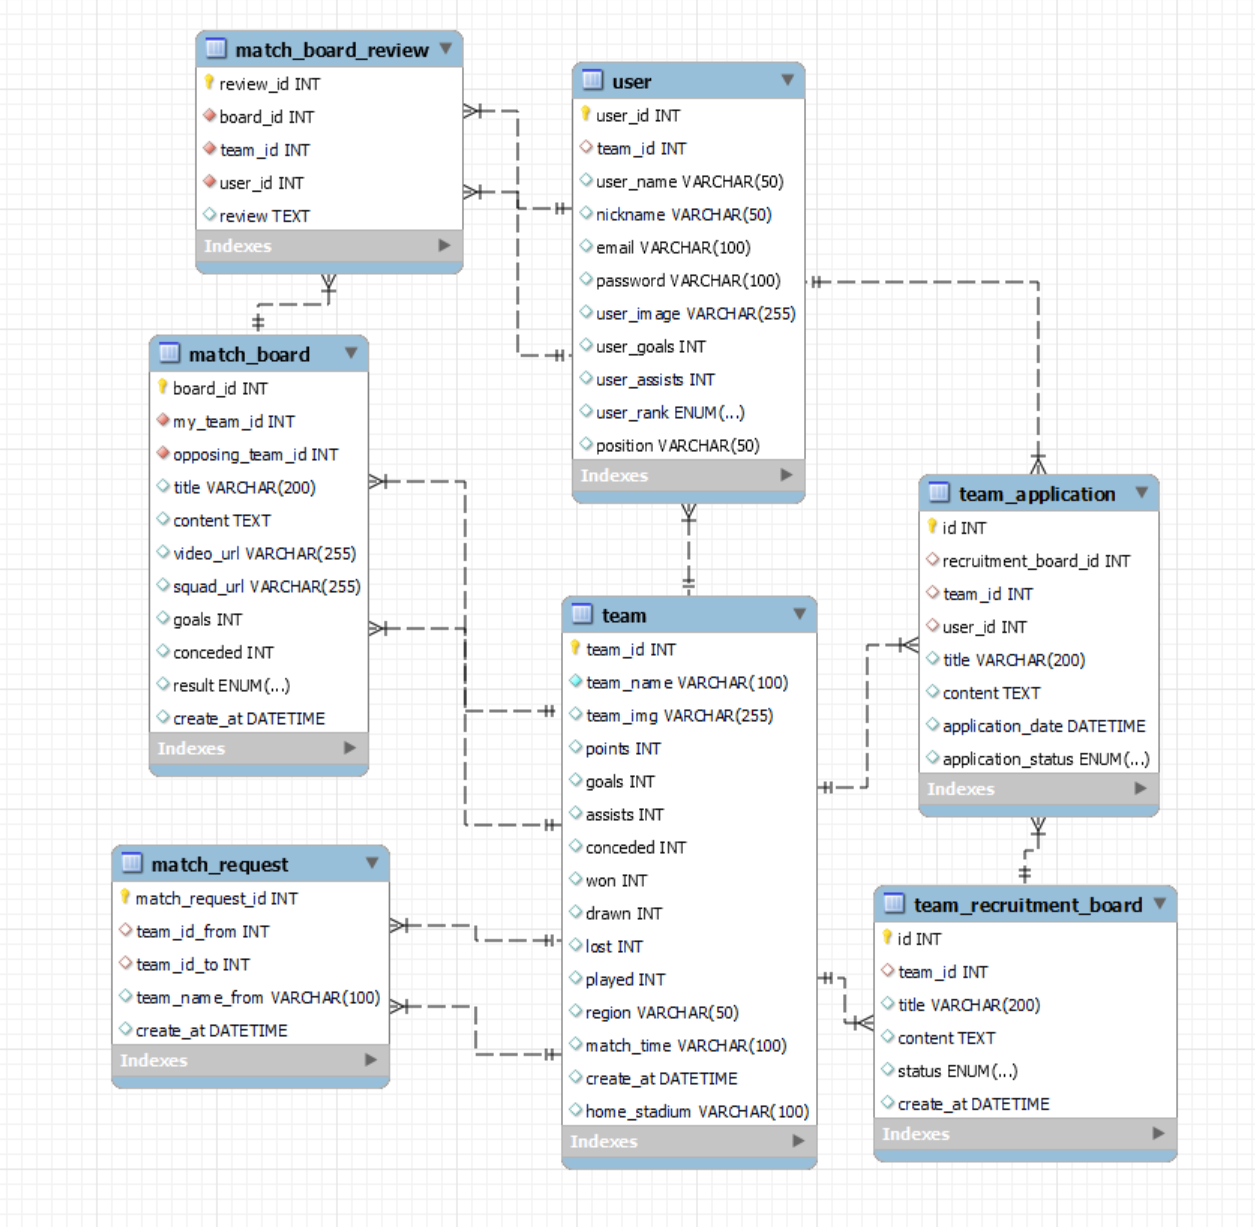 match_board_review
review_id INT
board_id INT
team_id INT
user_id INT
review TEXT
Indexes
user
user_id INT
team_id INT
user_name VARCHAR(50)
nickname VARCHAR(50)
email VARCHAR(100)
password VARCHAR(100)
user_image VARCHAR(255)
user_goals INT
user_assists INT
user_rank ENUM(...)
position VARCHAR(50)
Indexes
match_board
board_id INT
my_team_id INT
opposing_team_id INT
title VARCHAR(200)
content TEXT
video_url VARCHAR(255)
squad_url VARCHAR(255)
goals INT
conceded INT
result ENUM(...)
create_at DATETIME
Indexes
team_application
id INT
recruitment_board_id INT
team_id INT
user_id INT
title VARCHAR(200)
content TEXT
application_date DATETIME
application_status ENUM(...)
Indexes
team
team_id INT
team_name VARCHAR(100)
team_img VARCHAR(255)
points INT
goals INT
assists INT
conceded INT
won INT
drawn INT
lost INT
played INT
region VARCHAR(50)
match_time VARCHAR(100)
create_at DATETIME
home_stadium VARCHAR(100)
Indexes
match_request
match_request_id INT
team_id_from INT
team_id_to INT
team_name_from VARCHAR(100)
create_at DATETIME
Indexes
team_recruitment_board
id INT
team_id INT
title VARCHAR(200)
content TEXT
status ENUM(...)
create_at DATETIME
Indexes